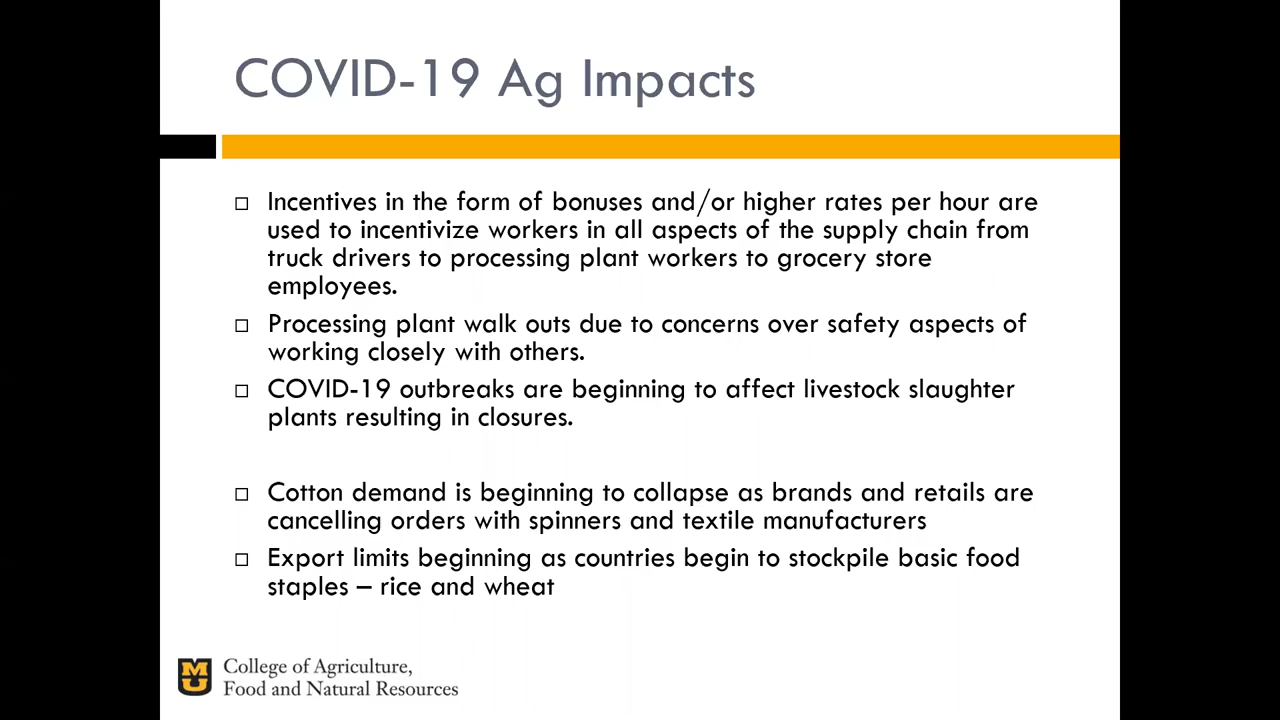 COVID-19 Ag Impacts
Incentives in the form of bonuses and/or higher rates per hour are
used to incentivize workers in all aspects of the supply chain from
truck drivers to processing plant workers to grocery store
employees.
Processing plant walk outs due to concerns over safety aspects of
working closely with others.
COVID-19 outbreaks are beginning to affect livestock slaughter
plants resulting in closures.
Cotton demand is beginning to collapse as brands and retails are
cancelling orders with spinners and textile manufacturers
Export limits beginning as countries begin to stockpile basic food
staples – rice and wheat
MU
College of Agriculture,
Food and Natural Resources